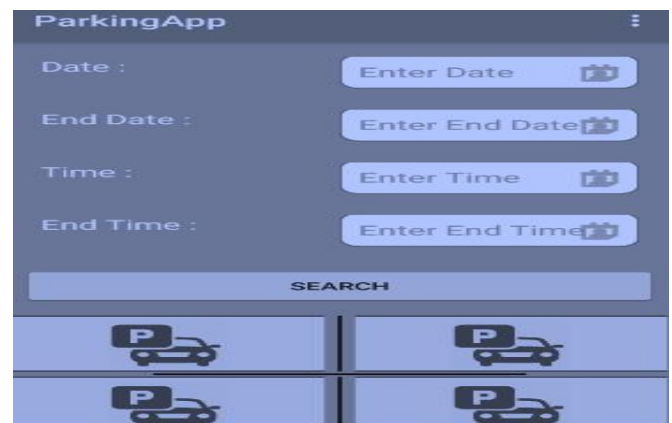 ParkingApp
Date :
Enter Date
End Date :
Enter End Date
Time :
Enter Time
End Time :
Enter End Time
SEARCH
P
P
P
P